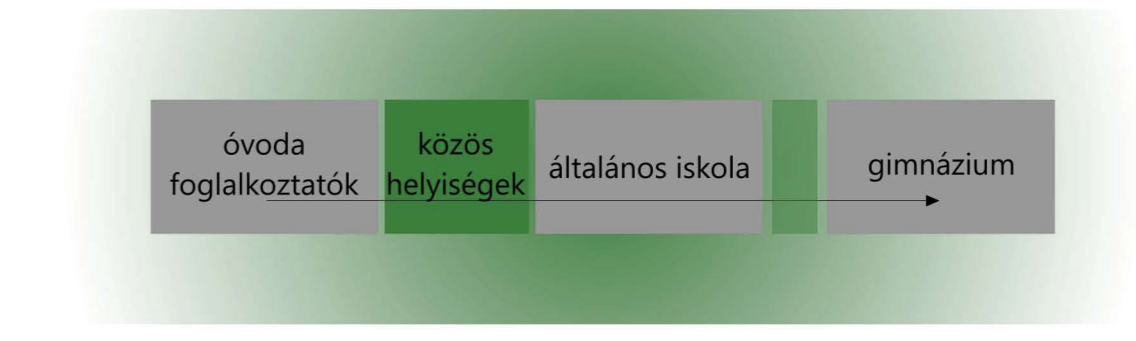 óvoda
foglalkoztatók
közös
helyiségek
általános iskola
gimnázium